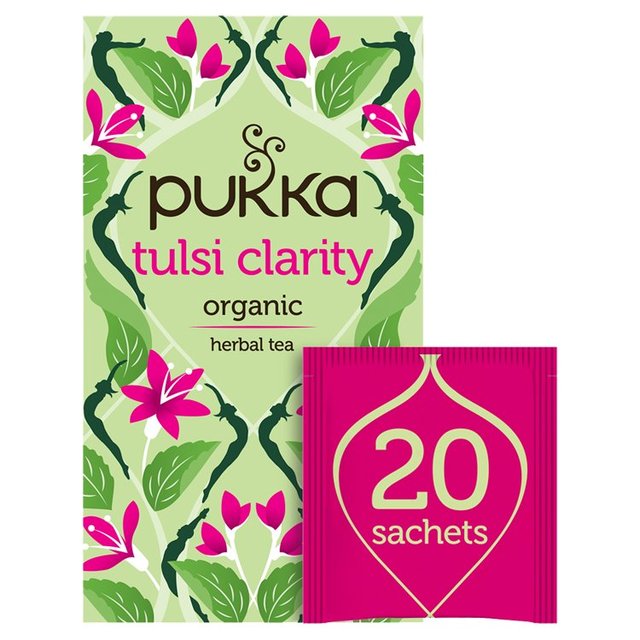 pukka
tulsi clarity
organic
herbal tea
20
sachets